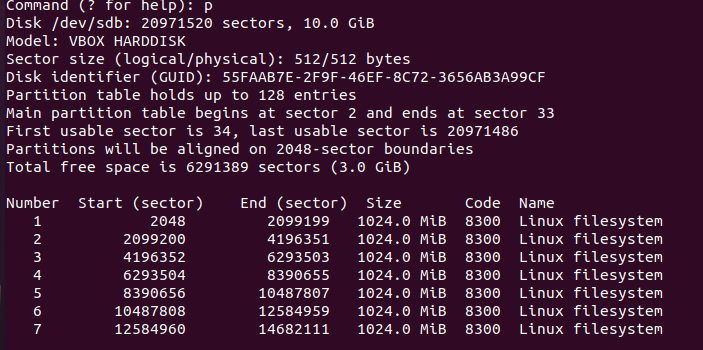 Command (? for help): p
Disk /dev/sdb: 20971520 sectors, 10.0 GiB
Model: VBOX HARDDISK
Sector size (logical/physical): 512/512 bytes
Disk identifier (GUID): 55FAAB7E-2F9F-46EF-8C72-3656AB3A99CF
Partition table holds up to 128 entries
Main partition table begins at sector 2 and ends at sector 33
First usable sector is 34, last usable sector is 20971486
Partitions will be aligned on 2048-sector boundaries
Total free space is 6291389 sectors (3.0 GiB)
Number  Start (sector)    End (sector)  Size       Code  Name
   1            2048         2099199   1024.0 MiB  8300  Linux filesystem
   2         2099200         4196351   1024.0 MiB  8300  Linux filesystem
   3         4196352         6293503   1024.0 MiB  8300  Linux filesystem
   4         6293504         8390655   1024.0 MiB  8300  Linux filesystem
   5         8390656        10487807   1024.0 MiB  8300  Linux filesystem
   6        10487808        12584959   1024.0 MiB  8300  Linux filesystem
   7        12584960        14682111   1024.0 MiB  8300  Linux filesystem